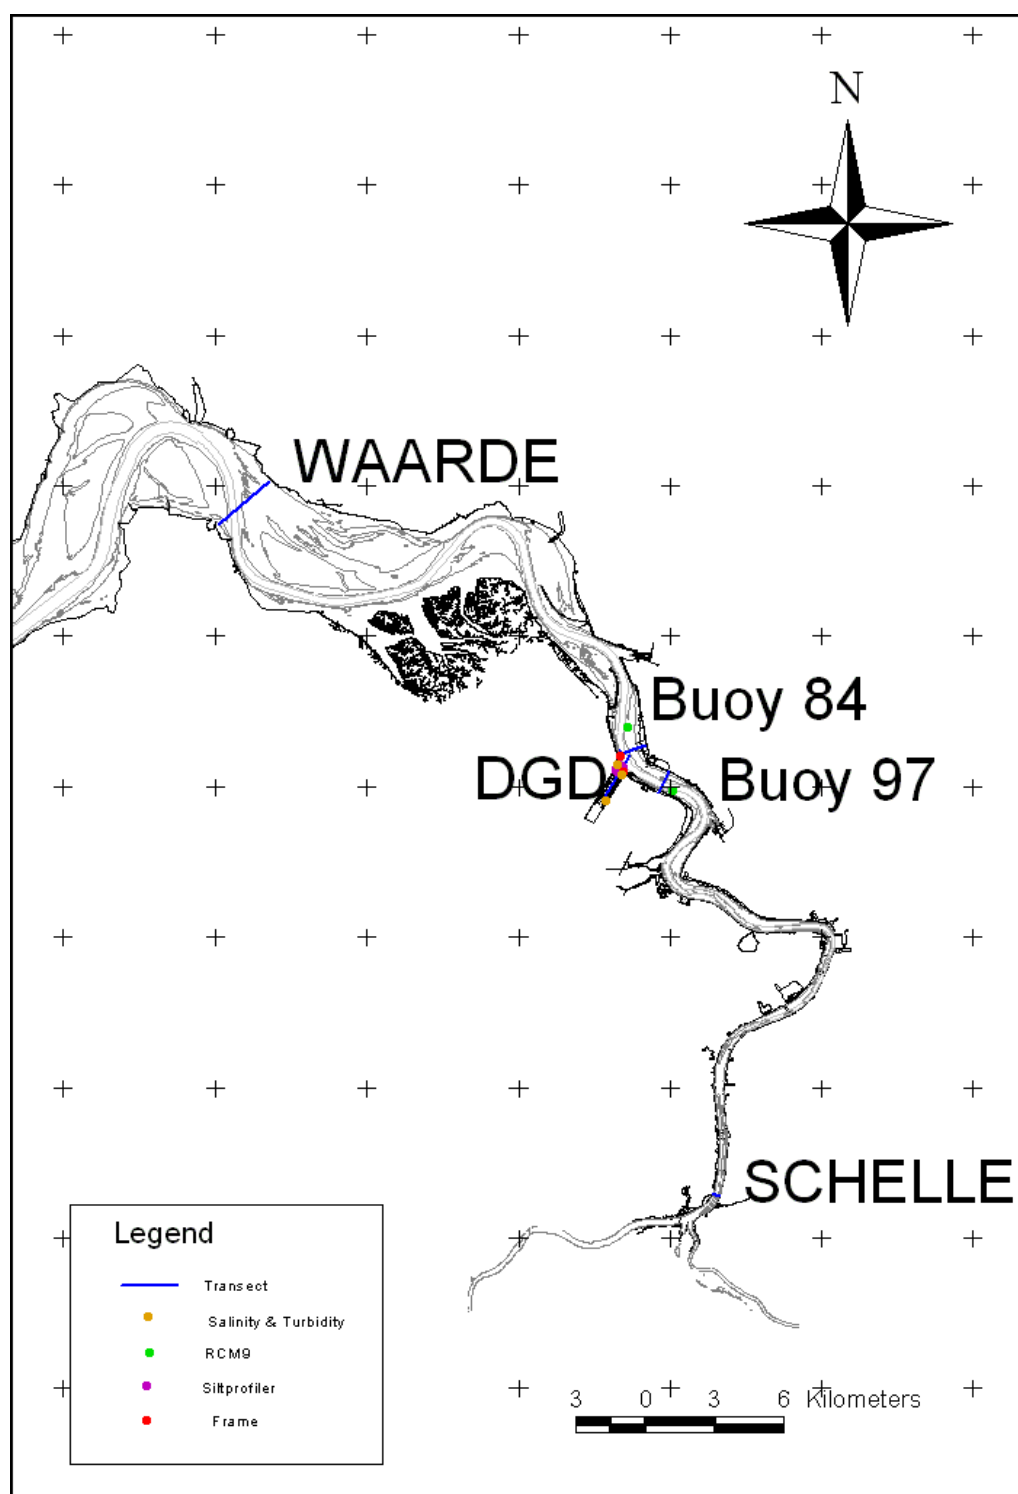 N
WAARDE
Buoy 84
DGD
Buoy 97
SCHELLE
Legend
Transect
Salinity & Turbidity
RCM9
Siltprofiler
Frame
3 0 3 6 Kilometers